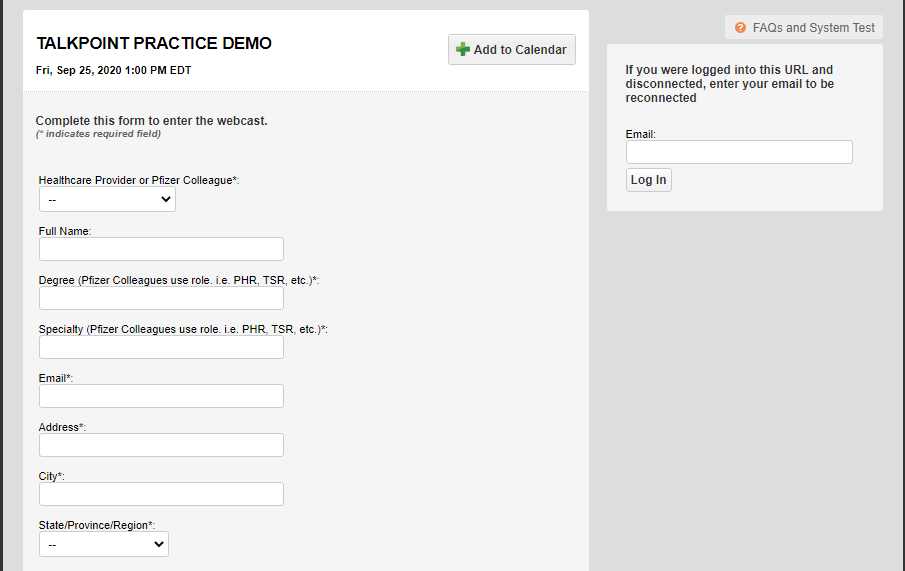 TALKPOINT PRACTICE DEMO
Fri, Sep 25, 2020 1:00 PM EDT
Add to Calendar
Complete this form to enter the webcast.
(* indicates required field)
Healthcare Provider or Pfizer Colleague*:
--
Full Name:
Degree (Pfizer Colleagues use role. i.e. PHR, TSR, etc.)*:
Specialty (Pfizer Colleagues use role. i.e. PHR, TSR, etc.)*:
Email*:
Address*:
City*:
State/Province/Region*:
--
? FAQs and System Test
If you were logged into this URL and
disconnected, enter your email to be
reconnected
Email:
Log In